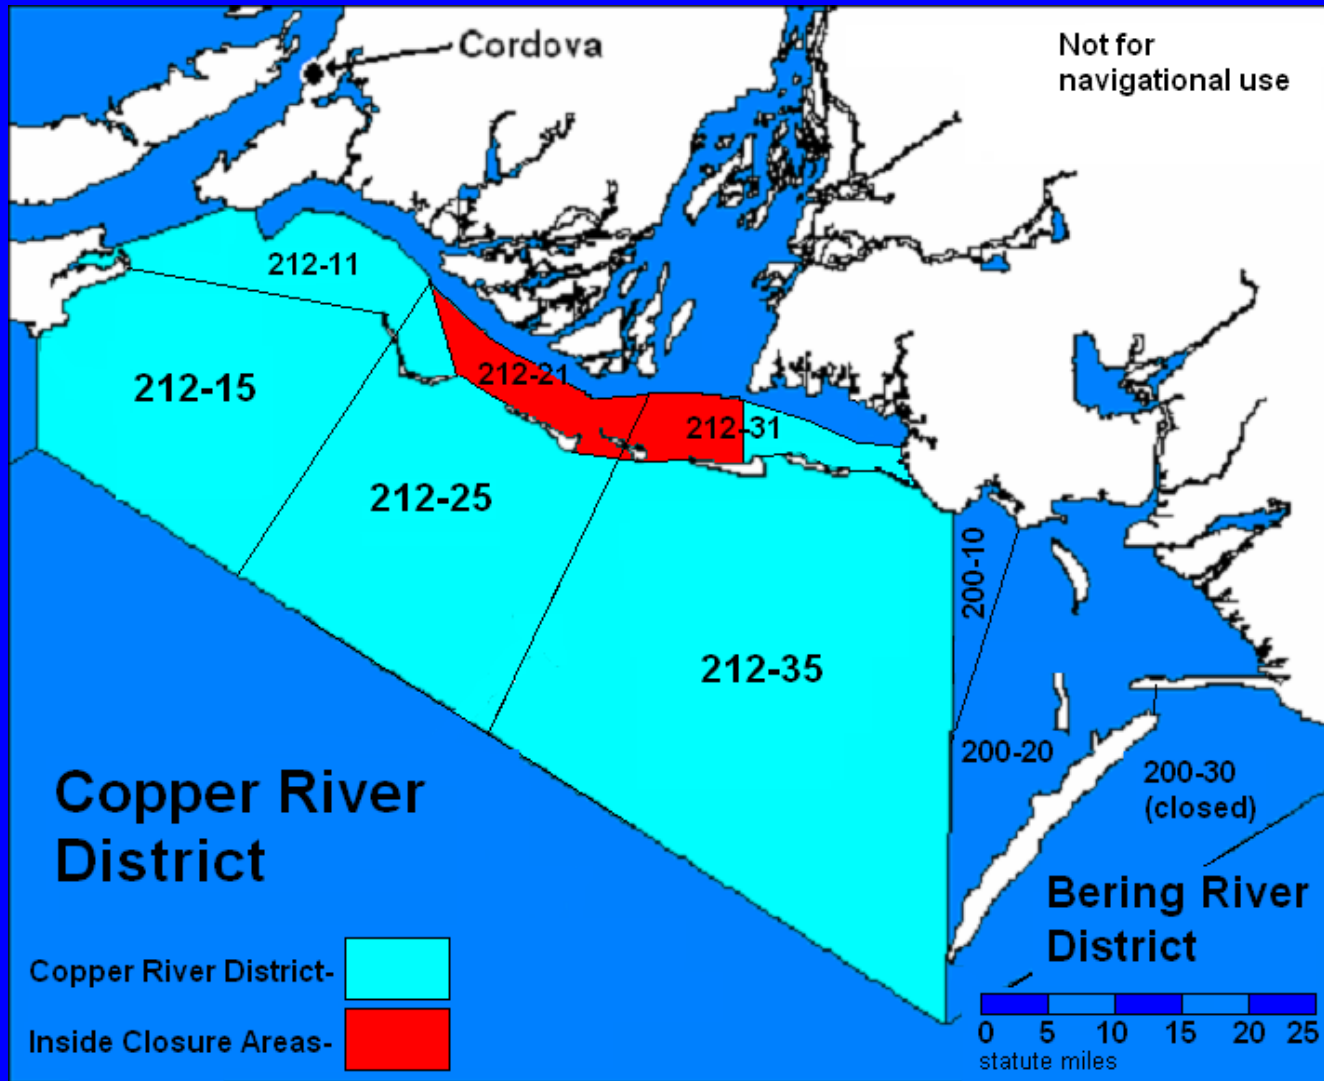 Cordova
Not for
navigational use
212-11
212-15
212-21
212-31
212-25
200-10
212-35
200-20
200-30
(closed)
Copper River
District
Bering River
District
Copper River District-
Inside Closure Areas-
0 5 10 15 20 25
statute miles